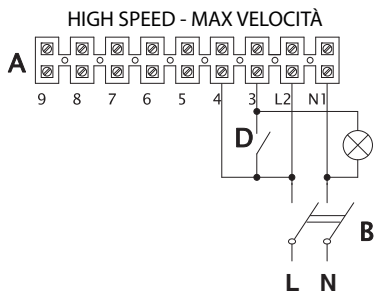 HIGH SPEED - MAX VELOCITÀ
A
9 8 7 6 5 4 3 L2 N1
D
B
L N